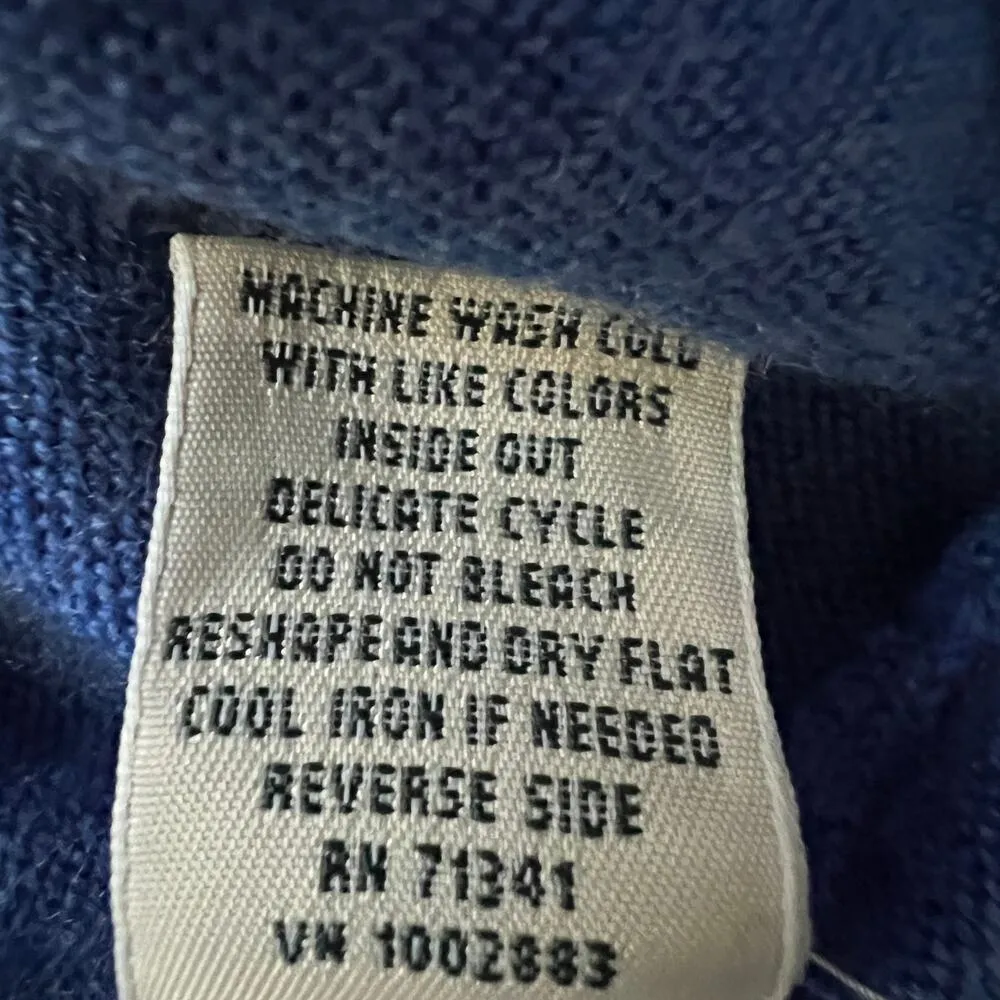 MACHINE WASH COLD
WITH LIKE COLORS
INSIDE OUT
DELICATE CYCLE
DO NOT BLEACH
RESHAPE AND DRY FLAT
COOL IRON IF NEEDED
REVERSE SIDE
RN 71341
VN 1002883